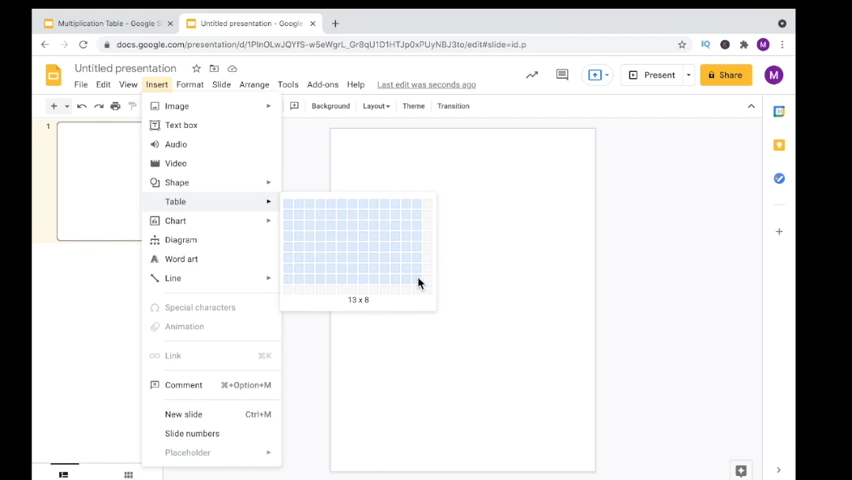 Multiplication Table - Google S
Untitled presentation - Google
docs.google.com/presentation/d/1PlnOLwJQYfS-w5eWgrL_Gr8qU1D1HTJp0xPUyNBJ3to/edit#slide=id.p
Untitled presentation
File Edit View Insert Format Slide Arrange Tools Add-ons Help Last edit was seconds ago
Present
Share
M
Background Layout Theme Transition
1
Image
Text box
Audio
Video
Shape
Table
Chart
Diagram
Word art
Line
Special characters
Animation
Link ⌘K
Comment ⌘+Option+M
New slide Ctrl+M
Slide numbers
Placeholder
13 x 8